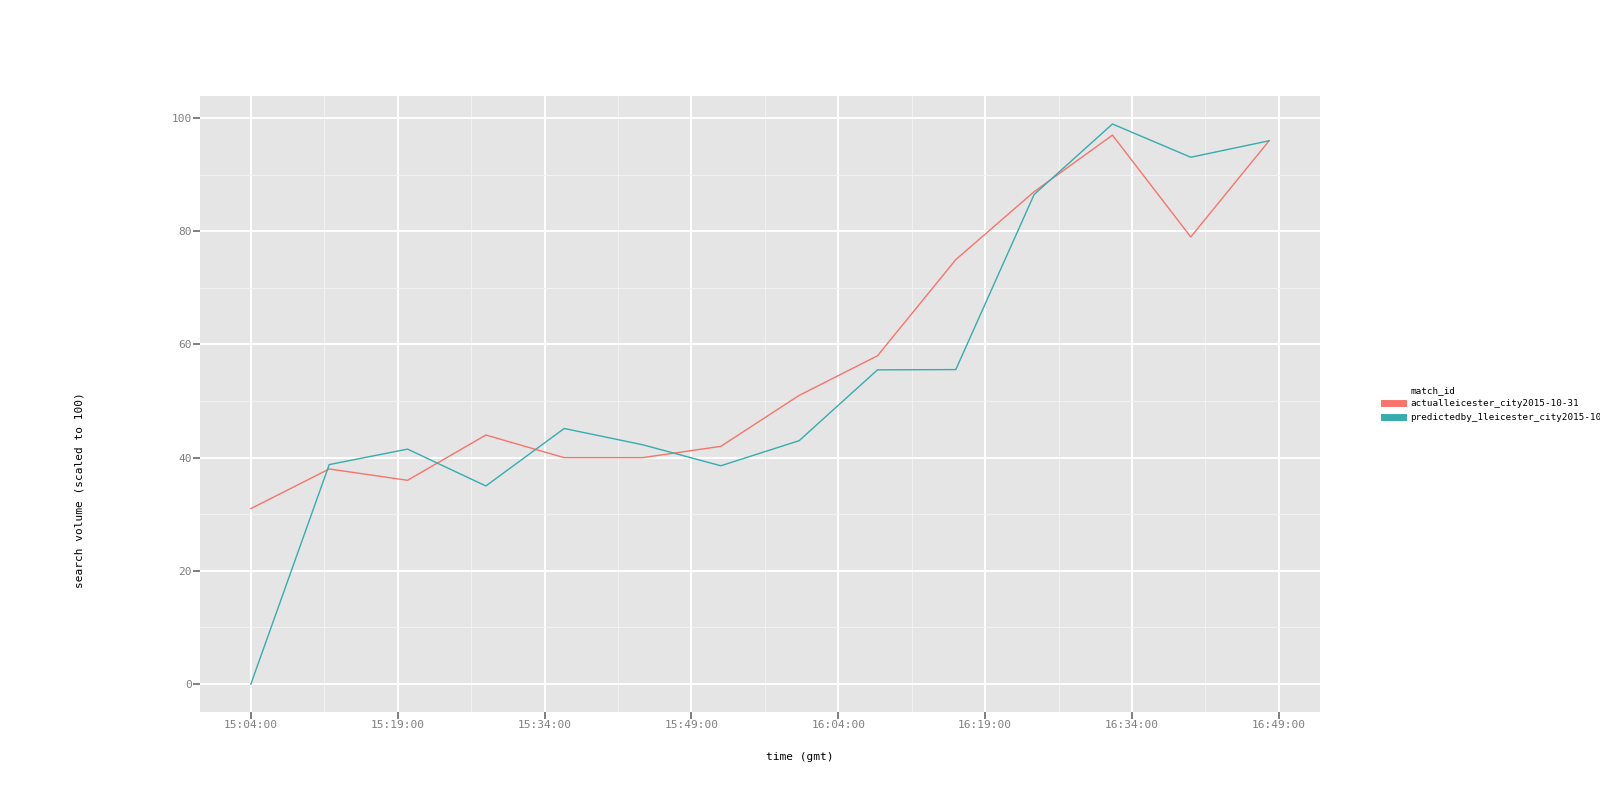 100
80
60
40
20
0
search volume (scaled to 100)
15:04:00 15:19:00 15:34:00 15:49:00 16:04:00 16:19:00 16:34:00 16:49:00
time (gmt)
match_id
actualleicester_city2015-10-31
predictedby_1leicester_city2015-10